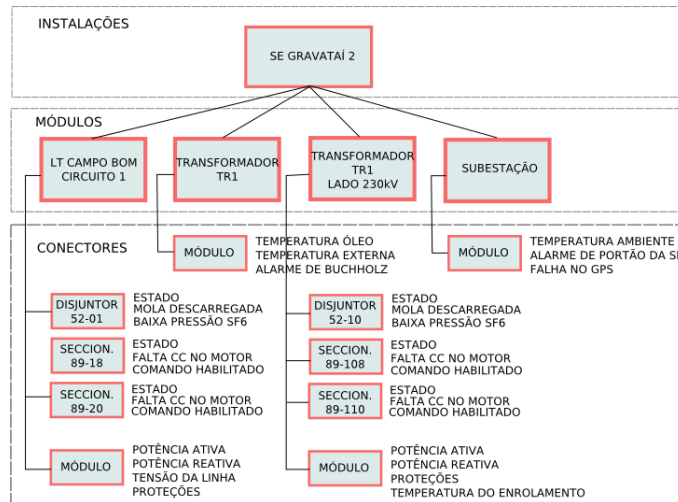 INSTALAÇÕES
SE GRAVATAÍ 2
MÓDULOS
LT CAMPO BOM
CIRCUITO 1
TRANSFORMADOR
TR1
TRANSFORMADOR
TR1
LADO 230kV
SUBESTAÇÃO
CONECTORES
MÓDULO
TEMPERATURA ÓLEO
TEMPERATURA EXTERNA
ALARME DE BUCHHOLZ
MÓDULO
TEMPERATURA AMBIENTE
ALARME DE PORTÃO DA SE
FALHA NO GPS
DISJUNTOR
52-01
ESTADO
MOLA DESCARREGADA
BAIXA PRESSÃO SF6
DISJUNTOR
52-10
ESTADO
MOLA DESCARREGADA
BAIXA PRESSÃO SF6
SECCION.
89-18
ESTADO
FALTA CC NO MOTOR
COMANDO HABILITADO
SECCION.
89-108
ESTADO
FALTA CC NO MOTOR
COMANDO HABILITADO
SECCION.
89-20
ESTADO
FALTA CC NO MOTOR
COMANDO HABILITADO
SECCION.
89-110
ESTADO
FALTA CC NO MOTOR
COMANDO HABILITADO
MÓDULO
POTÊNCIA ATIVA
POTÊNCIA REATIVA
TENSÃO DA LINHA
PROTEÇÕES
MÓDULO
POTÊNCIA ATIVA
POTÊNCIA REATIVA
PROTEÇÕES
TEMPERATURA DO ENROLAMENTO